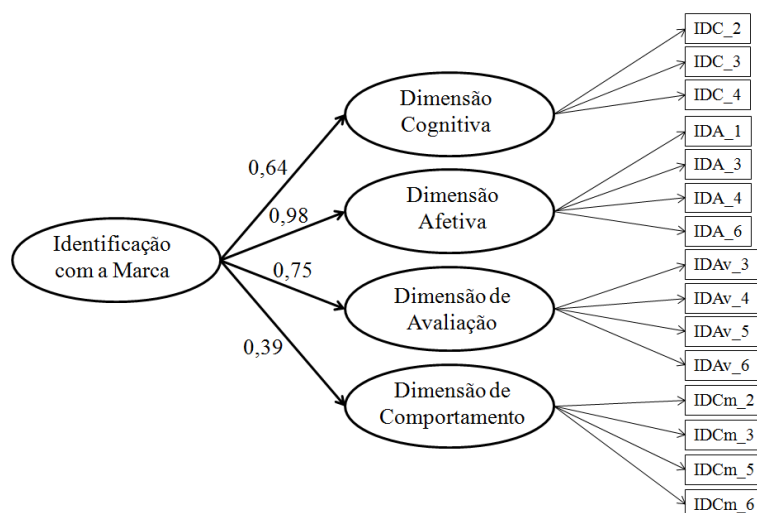 IDC_2
IDC_3
IDC_4
Dimensão
Cognitiva
IDA_1
IDA_3
IDA_4
IDA_6
0,64
Dimensão
Afetiva
0,98
Identificação
com a Marca
0,75
IDAv_3
IDAv_4
IDAv_5
IDAv_6
Dimensão de
Avaliação
0,39
Dimensão de
Comportamento
IDCm_2
IDCm_3
IDCm_5
IDCm_6